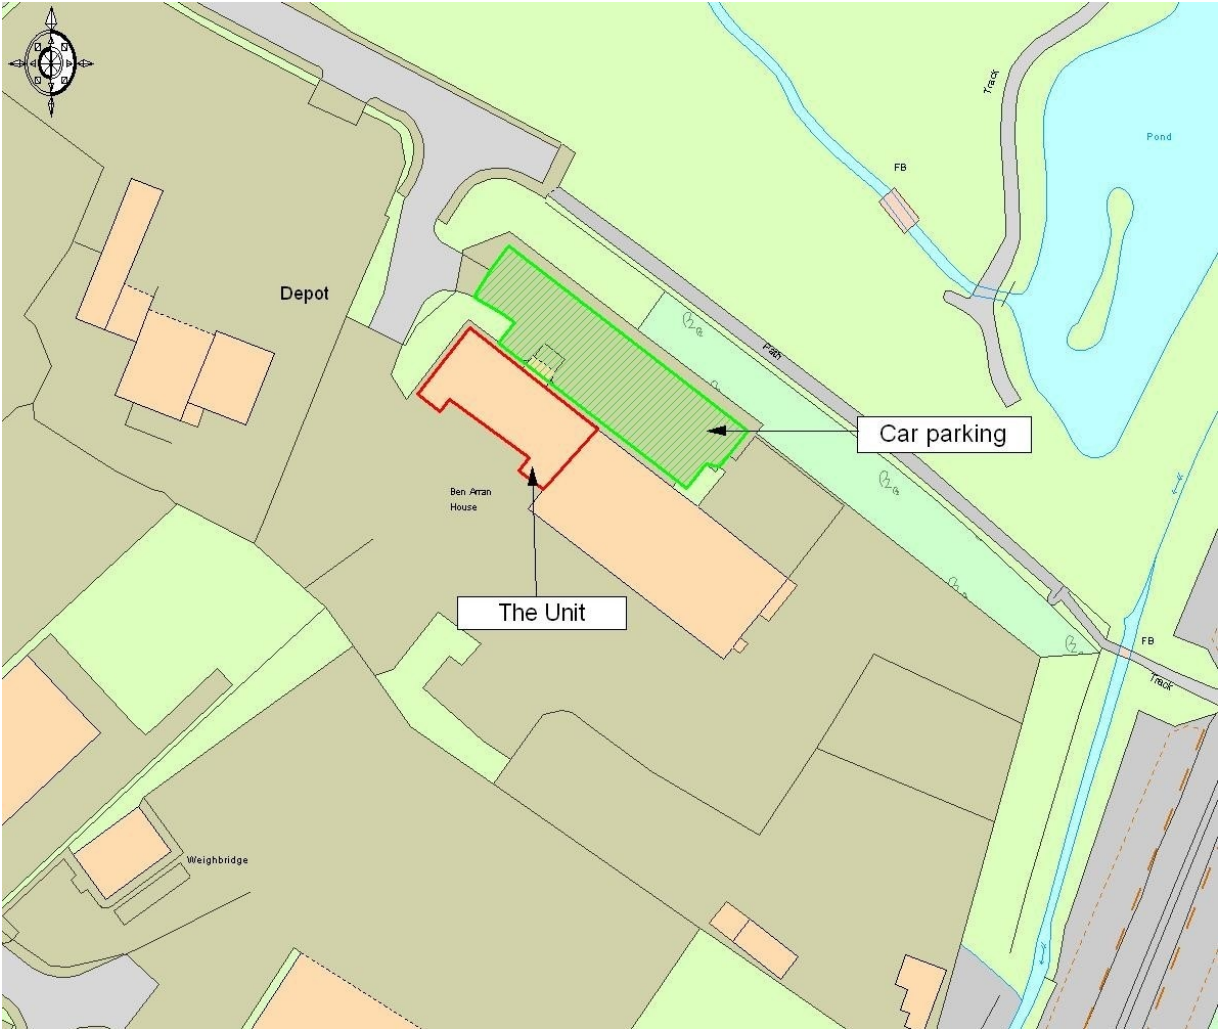 Track
Pond
FB
Depot
Path
Car parking
Ben Arran
House
The Unit
FB
Track
Weighbridge